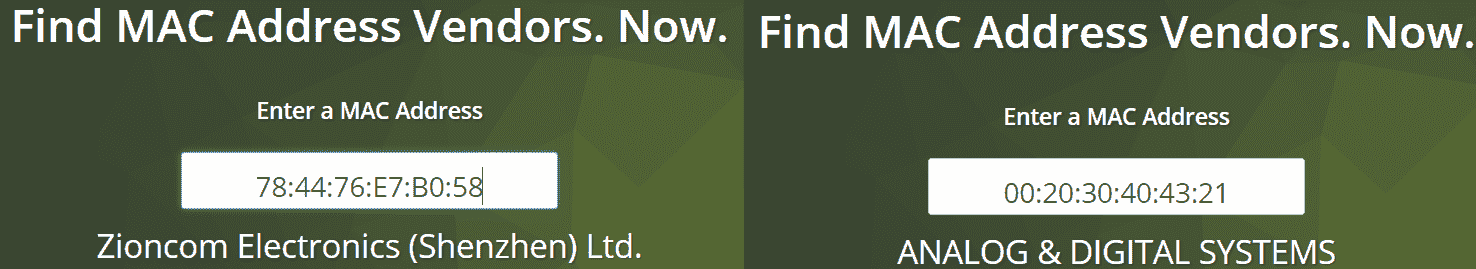 Find MAC Address Vendors. Now.
Enter a MAC Address
78:44:76:E7:B0:58
Zioncom Electronics (Shenzhen) Ltd.
Find MAC Address Vendors. Now.
Enter a MAC Address
00:20:30:40:43:21
ANALOG & DIGITAL SYSTEMS